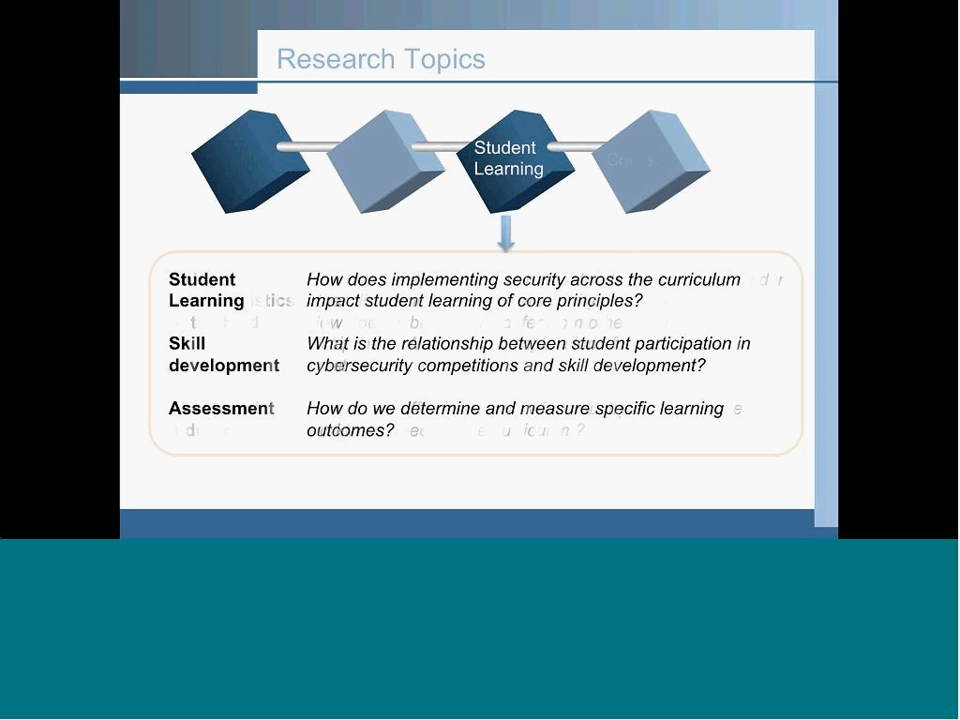 Research Topics
Student
Learning
Student
Learning
How does implementing security across the curriculum
impact student learning of core principles?
Skill
development
What is the relationship between student participation in
cybersecurity competitions and skill development?
Assessment
How do we determine and measure specific learning
outcomes?